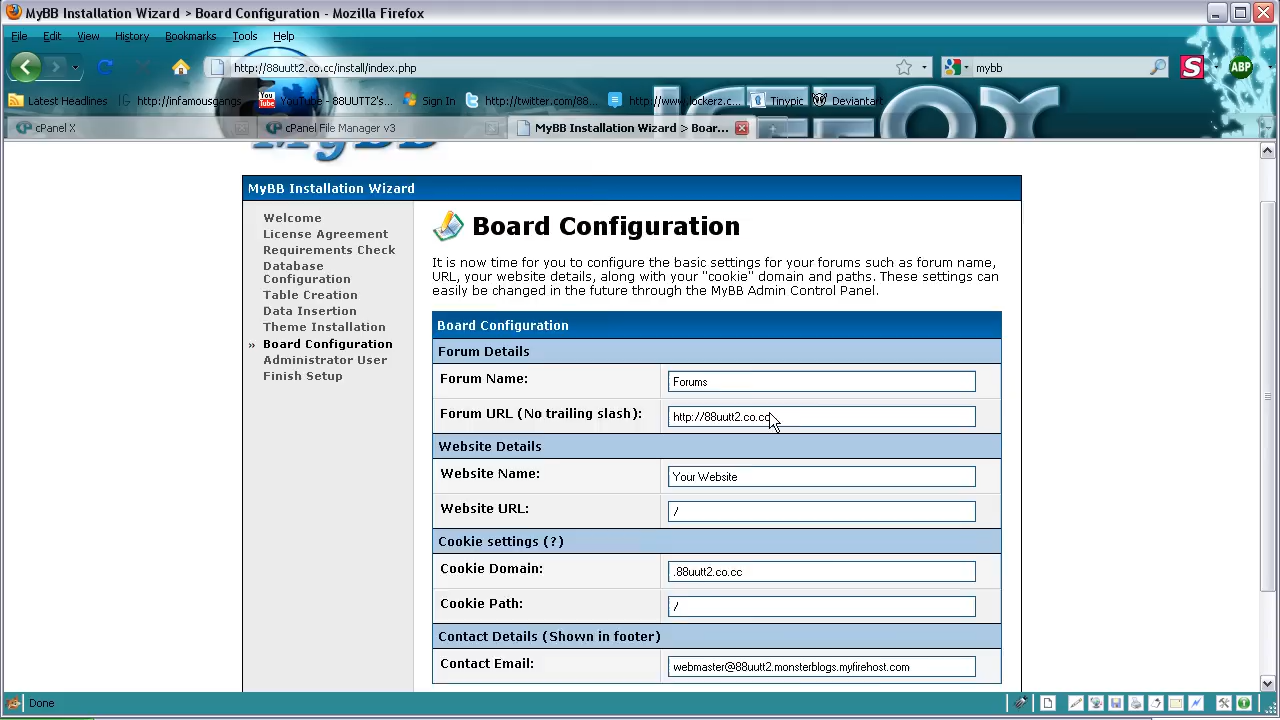 MyBB Installation Wizard > Board Configuration - Mozilla Firefox
File Edit View History Bookmarks Tools Help
http://88uutt2.co.cc/install/index.php
mybb
S
ABP
Latest Headlines
http://infamousgangs
YouTube - 88UUTT2's...
Sign In
http://twitter.com/88...
http://www.lockerz.c...
Tinypic
Deviantart
cPanel X
cPanel File Manager v3
MyBB Installation Wizard > Boar...
MyBB
MyBB Installation Wizard
Welcome
License Agreement
Requirements Check
Database
Configuration
Table Creation
Data Insertion
Theme Installation
» Board Configuration
Administrator User
Finish Setup
Board Configuration
It is now time for you to configure the basic settings for your forums such as forum name,
URL, your website details, along with your "cookie" domain and paths. These settings can
easily be changed in the future through the MyBB Admin Control Panel.
Board Configuration
Forum Details
Forum Name: Forums
Forum URL (No trailing slash): http://88uutt2.co.cc
Website Details
Website Name: Your Website
Website URL: /
Cookie settings (?)
Cookie Domain: .88uutt2.co.cc
Cookie Path: /
Contact Details (Shown in footer)
Contact Email: webmaster@88uutt2.monsterblogs.myfirehost.com
Done